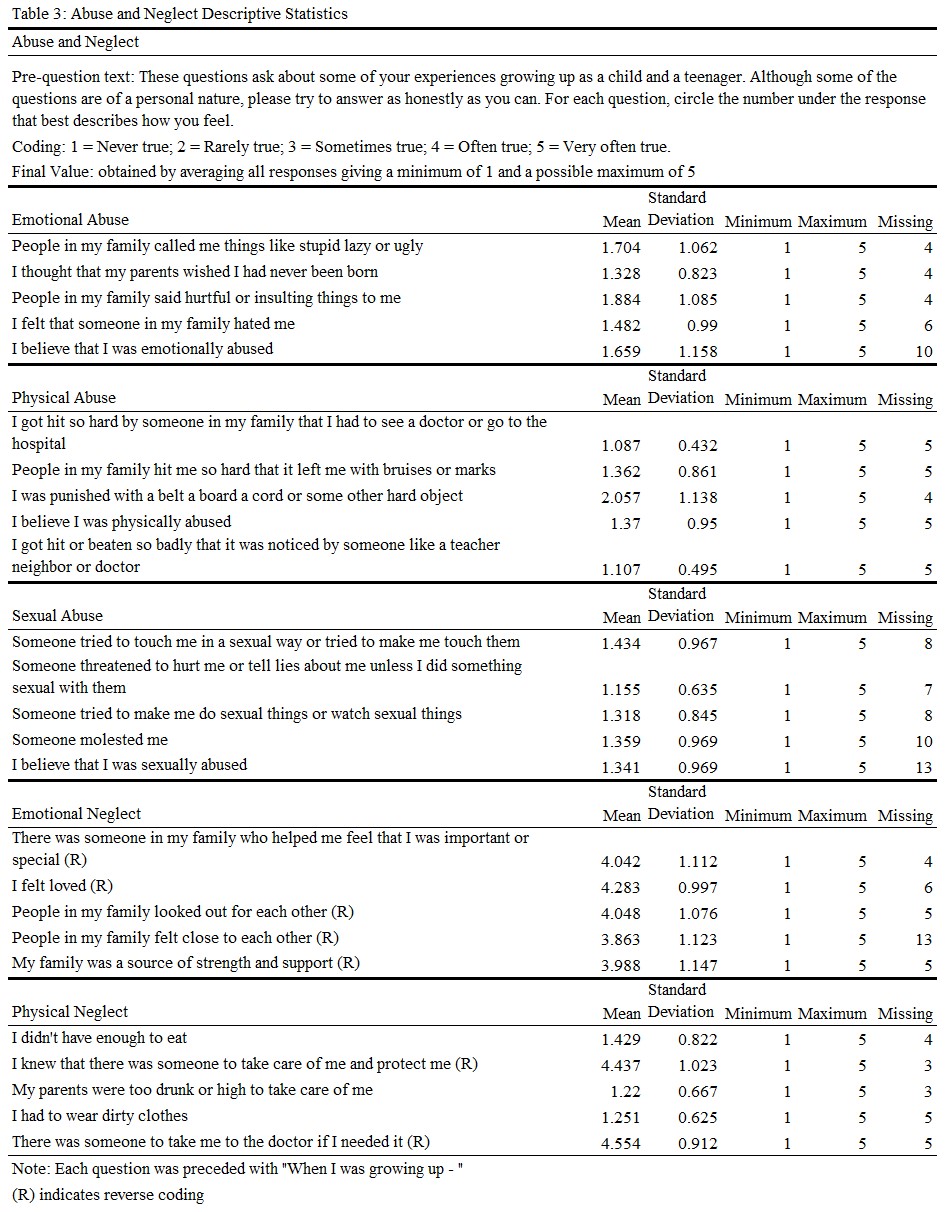 Table 3: Abuse and Neglect Descriptive Statistics
Abuse and Neglect
Pre-question text: These questions ask about some of your experiences growing up as a child and a teenager. Although some of the
questions are of a personal nature, please try to answer as honestly as you can. For each question, circle the number under the response
that best describes how you feel.
Coding: 1 = Never true; 2 = Rarely true; 3 = Sometimes true; 4 = Often true; 5 = Very often true.
Final Value: obtained by averaging all responses giving a minimum of 1 and a possible maximum of 5
Standard
Emotional Abuse Mean Deviation Minimum Maximum Missing
People in my family called me things like stupid lazy or ugly 1.704 1.062 1 5 4
I thought that my parents wished I had never been born 1.328 0.823 1 5 4
People in my family said hurtful or insulting things to me 1.884 1.085 1 5 4
I felt that someone in my family hated me 1.482 0.99 1 5 6
I believe that I was emotionally abused 1.659 1.158 1 5 10
Standard
Physical Abuse Mean Deviation Minimum Maximum Missing
I got hit so hard by someone in my family that I had to see a doctor or go to the
hospital 1.087 0.432 1 5 5
People in my family hit me so hard that it left me with bruises or marks 1.362 0.861 1 5 5
I was punished with a belt a board a cord or some other hard object 2.057 1.138 1 5 4
I believe I was physically abused 1.37 0.95 1 5 5
I got hit or beaten so badly that it was noticed by someone like a teacher
neighbor or doctor 1.107 0.495 1 5 5
Standard
Sexual Abuse Mean Deviation Minimum Maximum Missing
Someone tried to touch me in a sexual way or tried to make me touch them 1.434 0.967 1 5 8
Someone threatened to hurt me or tell lies about me unless I did something
sexual with them 1.155 0.635 1 5 7
Someone tried to make me do sexual things or watch sexual things 1.318 0.845 1 5 8
Someone molested me 1.359 0.969 1 5 10
I believe that I was sexually abused 1.341 0.969 1 5 13
Standard
Emotional Neglect Mean Deviation Minimum Maximum Missing
There was someone in my family who helped me feel that I was important or
special (R) 4.042 1.112 1 5 4
I felt loved (R) 4.283 0.997 1 5 6
People in my family looked out for each other (R) 4.048 1.076 1 5 5
People in my family felt close to each other (R) 3.863 1.123 1 5 13
My family was a source of strength and support (R) 3.988 1.147 1 5 5
Standard
Physical Neglect Mean Deviation Minimum Maximum Missing
I didn't have enough to eat 1.429 0.822 1 5 4
I knew that there was someone to take care of me and protect me (R) 4.437 1.023 1 5 3
My parents were too drunk or high to take care of me 1.22 0.667 1 5 3
I had to wear dirty clothes 1.251 0.625 1 5 5
There was someone to take me to the doctor if I needed it (R) 4.554 0.912 1 5 5
Note: Each question was preceded with "When I was growing up - "
(R) indicates reverse coding